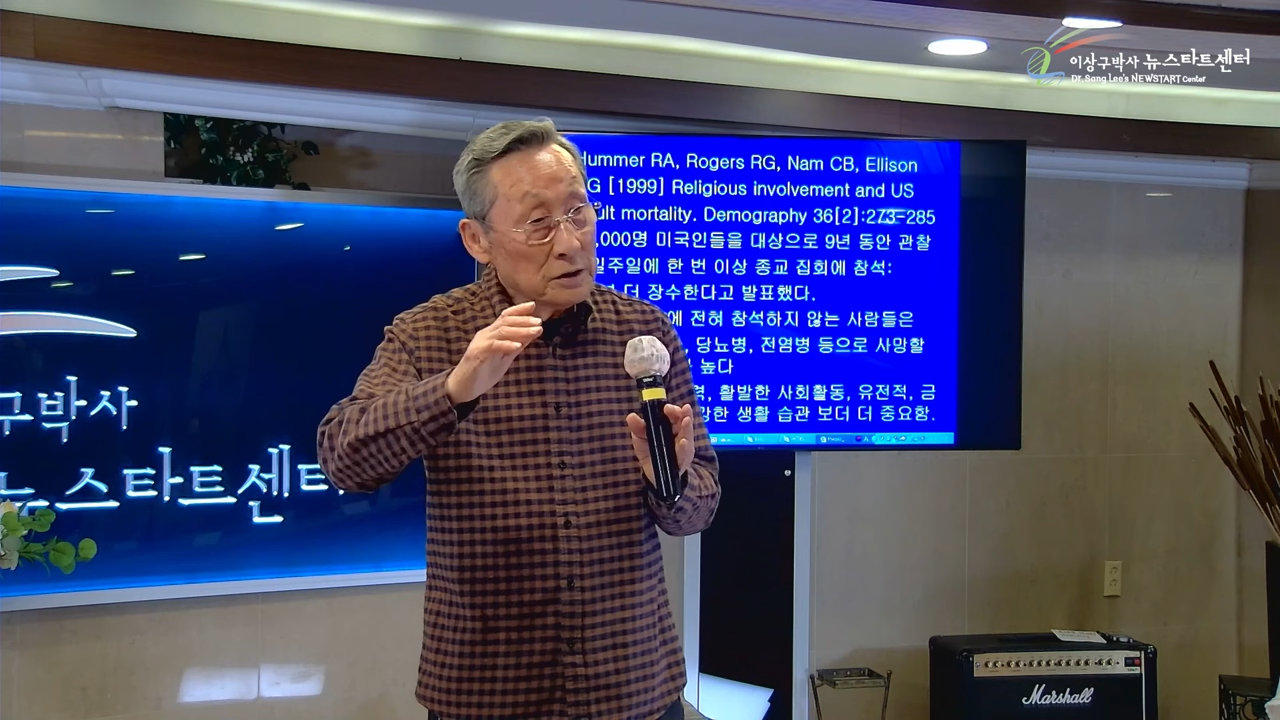 이상구박사 뉴스타트센터
Dr. Sang Lee's NEWSTART Center
Hummer RA, Rogers RG, Nam CB, Ellison
G [1999] Religious involvement and US
ult mortality. Demography 36[2]:273-285
,000명 미국인들을 대상으로 9년 동안 관찰
일주일에 한 번 이상 종교 집회에 참석:
더 장수한다고 발표했다.
에 전혀 참석하지 않는 사람들은
, 당뇨병, 전염병 등으로 사망할
높다
력, 활발한 사회활동, 유전적, 금
생활 습관 보더 더 중요함.
구박사
뉴스타트센터
Marshall